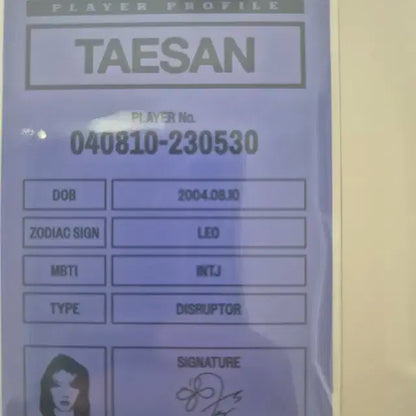 PLAYER PROFILE
TAESAN
PLAYER No.
040810-230530
DOB 2004.08.10
ZODIAC SIGN LEO
MBTI INTJ
TYPE DISRUPTOR
SIGNATURE